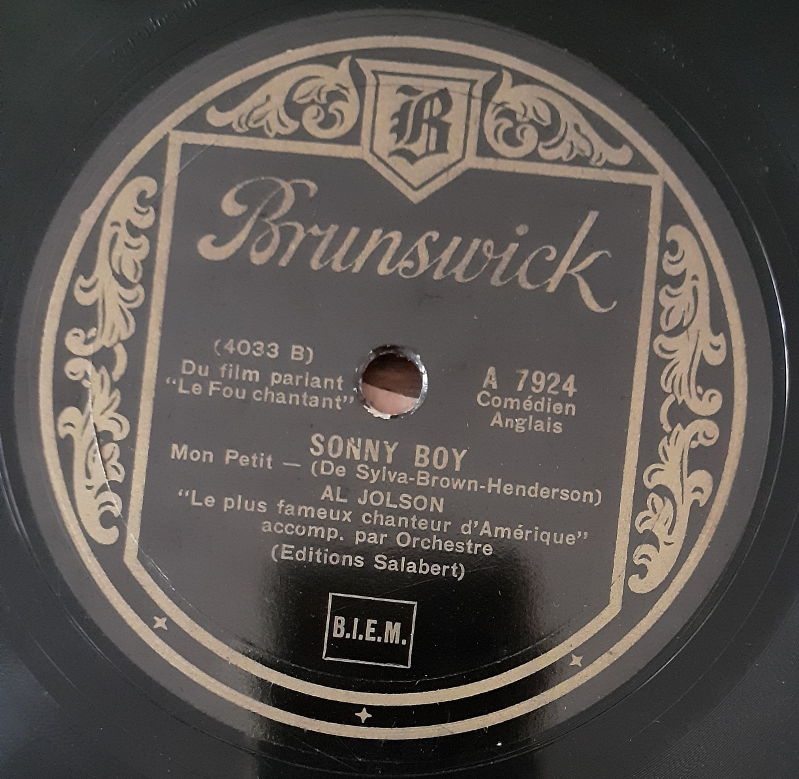 B
Brunswick
(4033 B)
Du film parlant
"Le Fou chantant"
A 7924
Comédien
Anglais
SONNY BOY
Mon Petit — (De Sylva-Brown-Henderson)
AL JOLSON
"Le plus fameux chanteur d'Amérique"
accomp. par Orchestre
(Editions Salabert)
B.I.E.M.